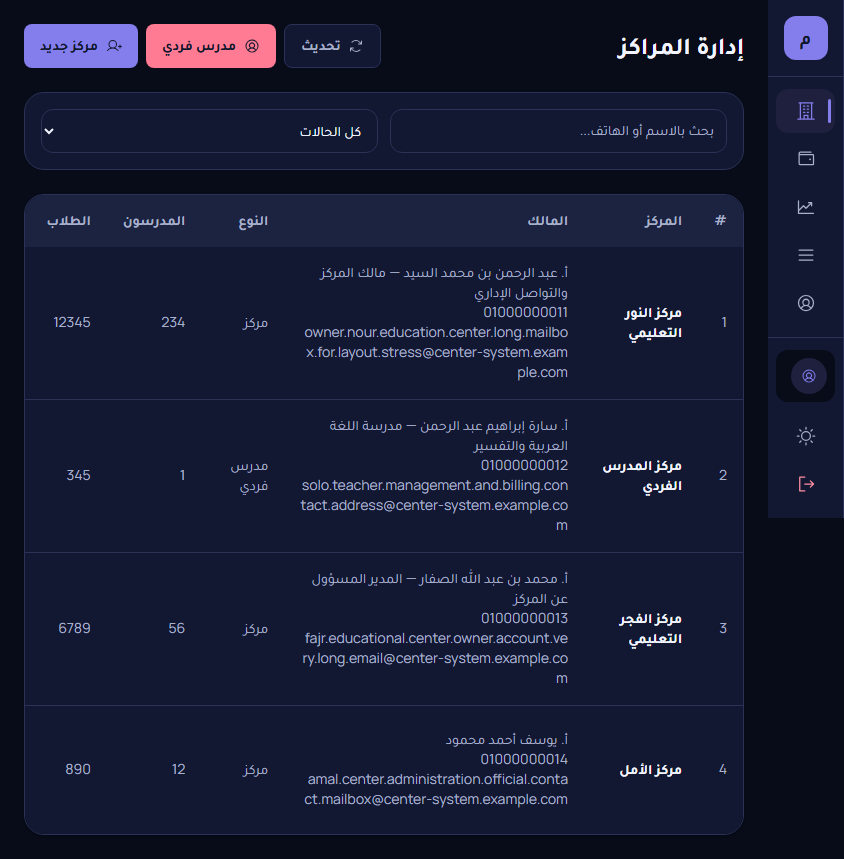 م
إدارة المراكز
تحديث
مدرس فردي
مركز جديد
بحث بالاسم أو الهاتف...
كل الحالات
# المركز المالك النوع المدرسون الطلاب
1
مركز النور
التعليمي
أ. عبد الرحمن بن محمد السيد — مالك المركز
والتواصل الإداري
01000000011
owner.nour.education.center.long.mailbo
x.for.layout.stress@center-system.exam
ple.com
مركز
234
12345
2
مركز المدرس
الفردي
أ. سارة إبراهيم عبد الرحمن — مدرسة اللغة
العربية والتفسير
01000000012
solo.teacher.management.and.billing.con
tact.address@center-system.example.co
m
مدرس
فردي
1
345
3
مركز الفجر
التعليمي
أ. محمد بن عبد الله الصفار — المدير المسؤول
عن المركز
01000000013
fajr.educational.center.owner.account.ve
ry.long.email@center-system.example.co
m
مركز
56
6789
4
مركز الأمل
أ. يوسف أحمد محمود
01000000014
amal.center.administration.official.conta
ct.mailbox@center-system.example.com
مركز
12
890